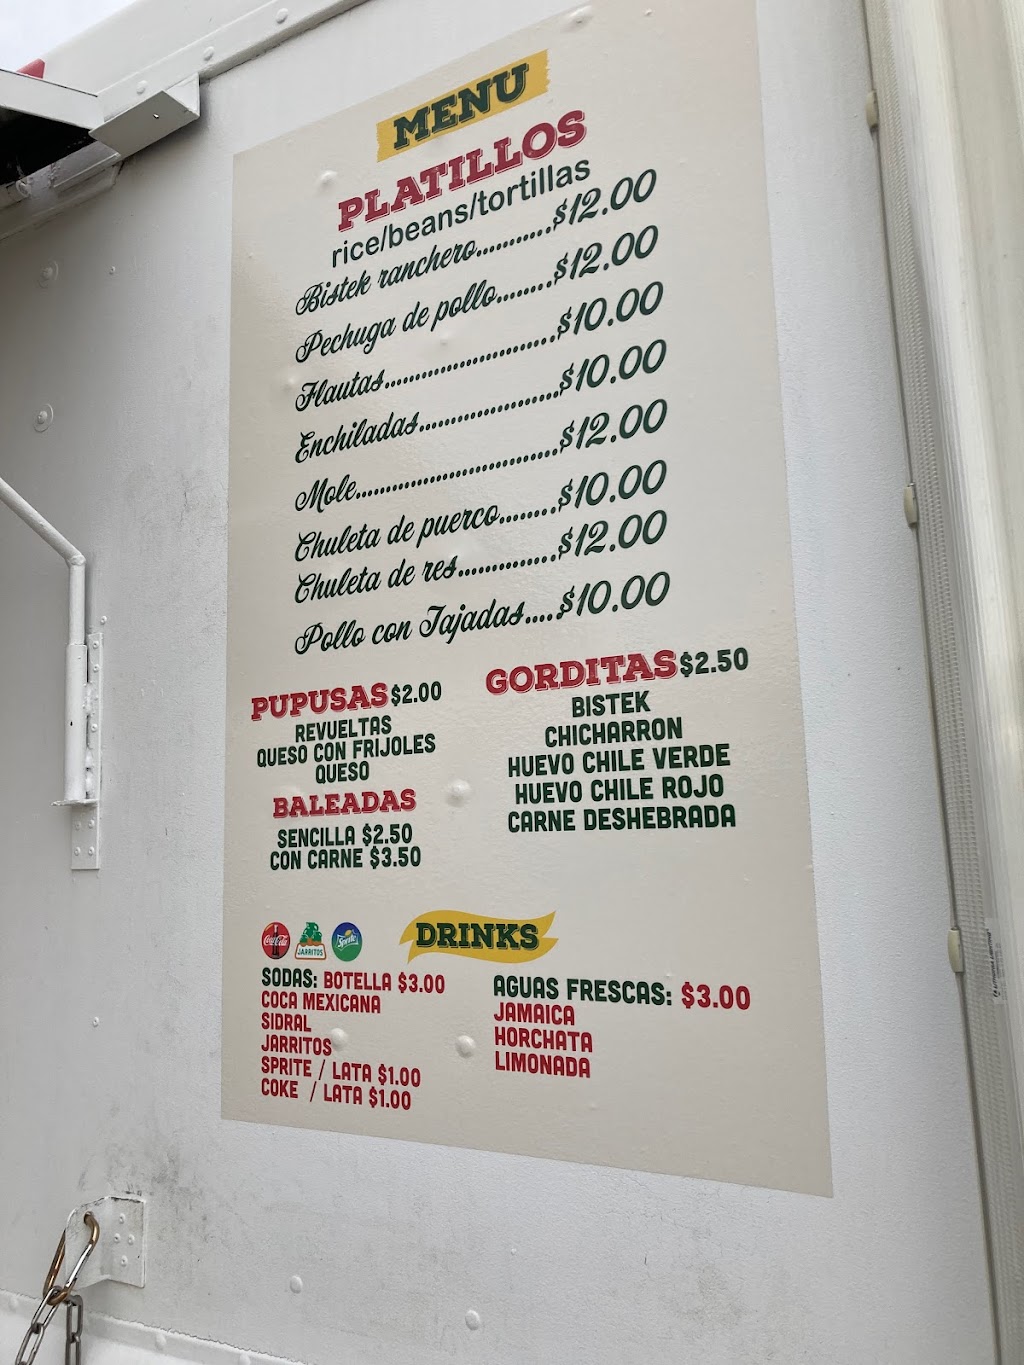 MENU
PLATILLOS
rice/beans/tortillas
Bistek ranchero...........$12.00
Pechuga de pollo.........$12.00
Flautas...........................$10.00
Enchiladas......................$10.00
Mole................................$12.00
Chuleta de puerco.........$10.00
Chuleta de res................$12.00
Pollo con Tajadas.....$10.00
PUPUSAS $2.00
REVUELTAS
QUESO CON FRIJOLES
QUESO
BALEADAS
SENCILLA $2.50
CON CARNE $3.50
GORDITAS $2.50
BISTEK
CHICHARRON
HUEVO CHILE VERDE
HUEVO CHILE ROJO
CARNE DESHEBRADA
Coca-Cola
JARRITOS
Sprite
DRINKS
SODAS: BOTELLA $3.00
COCA MEXICANA
SIDRAL
JARRITOS
SPRITE / LATA $1.00
COKE / LATA $1.00
AGUAS FRESCAS: $3.00
JAMAICA
HORCHATA
LIMONADA